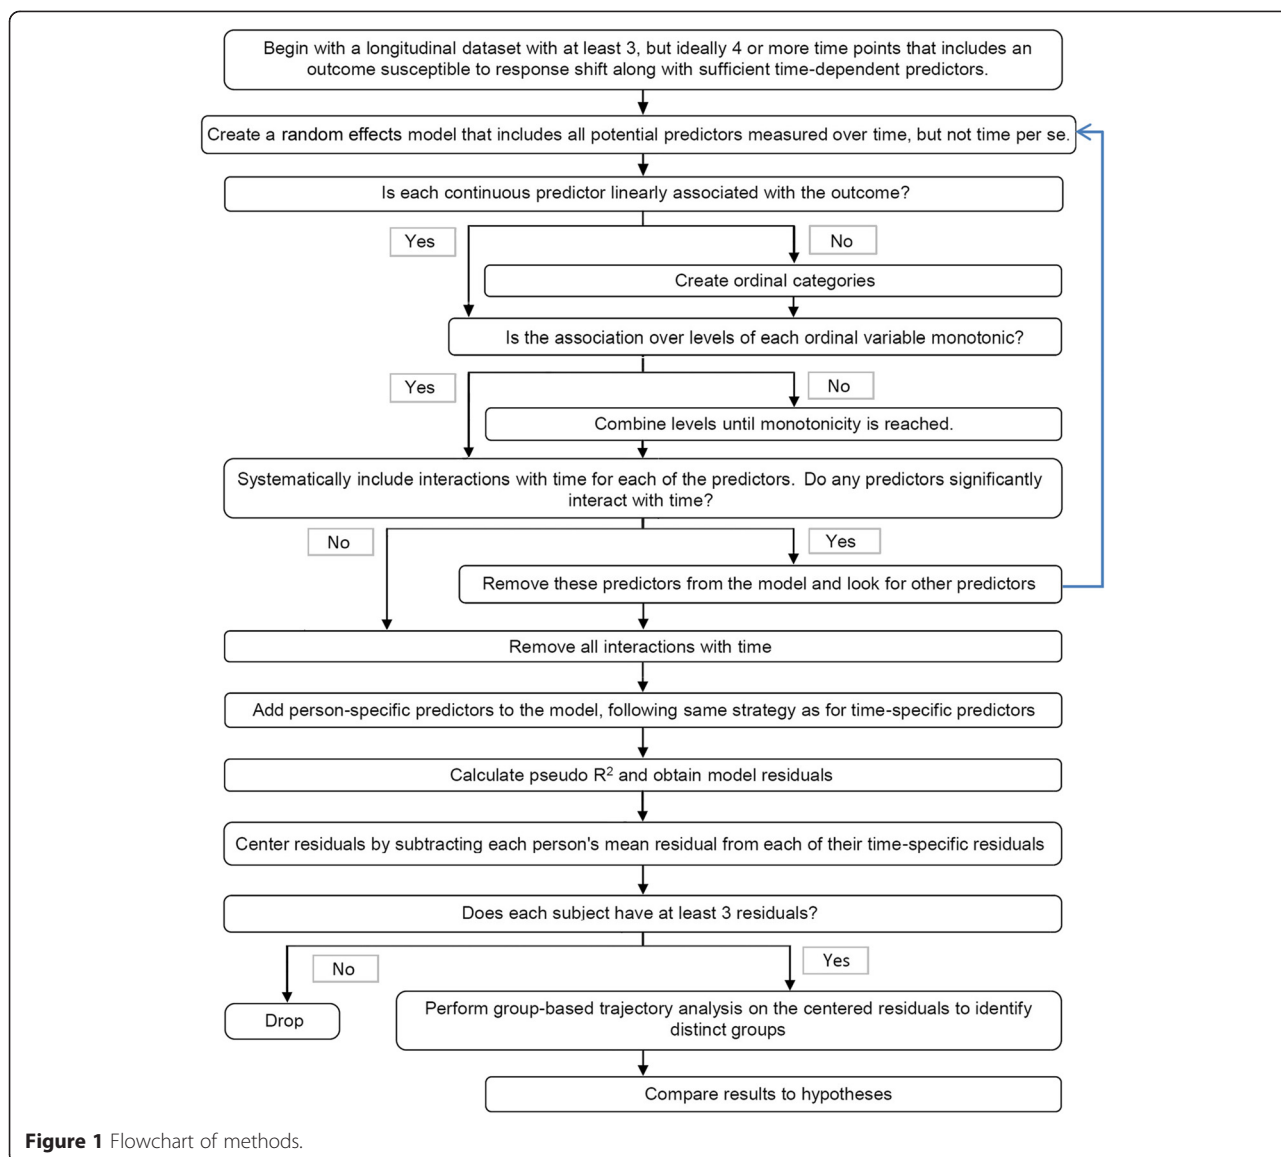 Begin with a longitudinal dataset with at least 3, but ideally 4 or more time points that includes an
outcome susceptible to response shift along with sufficient time-dependent predictors.
Create a random effects model that includes all potential predictors measured over time, but not time per se.
Is each continuous predictor linearly associated with the outcome?
Yes
No
Create ordinal categories
Is the association over levels of each ordinal variable monotonic?
Yes
No
Combine levels until monotonicity is reached.
Systematically include interactions with time for each of the predictors. Do any predictors significantly
interact with time?
No
Yes
Remove these predictors from the model and look for other predictors
Remove all interactions with time
Add person-specific predictors to the model, following same strategy as for time-specific predictors
Calculate pseudo R² and obtain model residuals
Center residuals by subtracting each person's mean residual from each of their time-specific residuals
Does each subject have at least 3 residuals?
No
Yes
Drop
Perform group-based trajectory analysis on the centered residuals to identify
distinct groups
Compare results to hypotheses
Figure 1 Flowchart of methods.